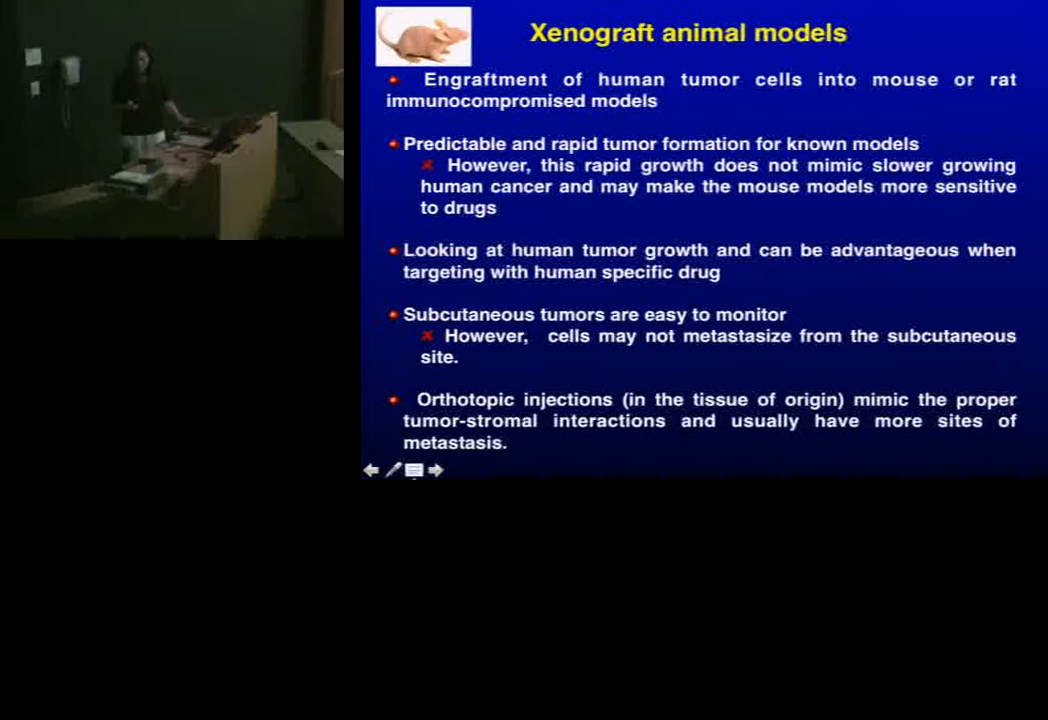 Xenograft animal models
Engraftment of human tumor cells into mouse or rat
immunocompromised models
Predictable and rapid tumor formation for known models
However, this rapid growth does not mimic slower growing
human cancer and may make the mouse models more sensitive
to drugs
Looking at human tumor growth and can be advantageous when
targeting with human specific drug
Subcutaneous tumors are easy to monitor
However, cells may not metastasize from the subcutaneous
site.
Orthotopic injections (in the tissue of origin) mimic the proper
tumor-stromal interactions and usually have more sites of
metastasis.